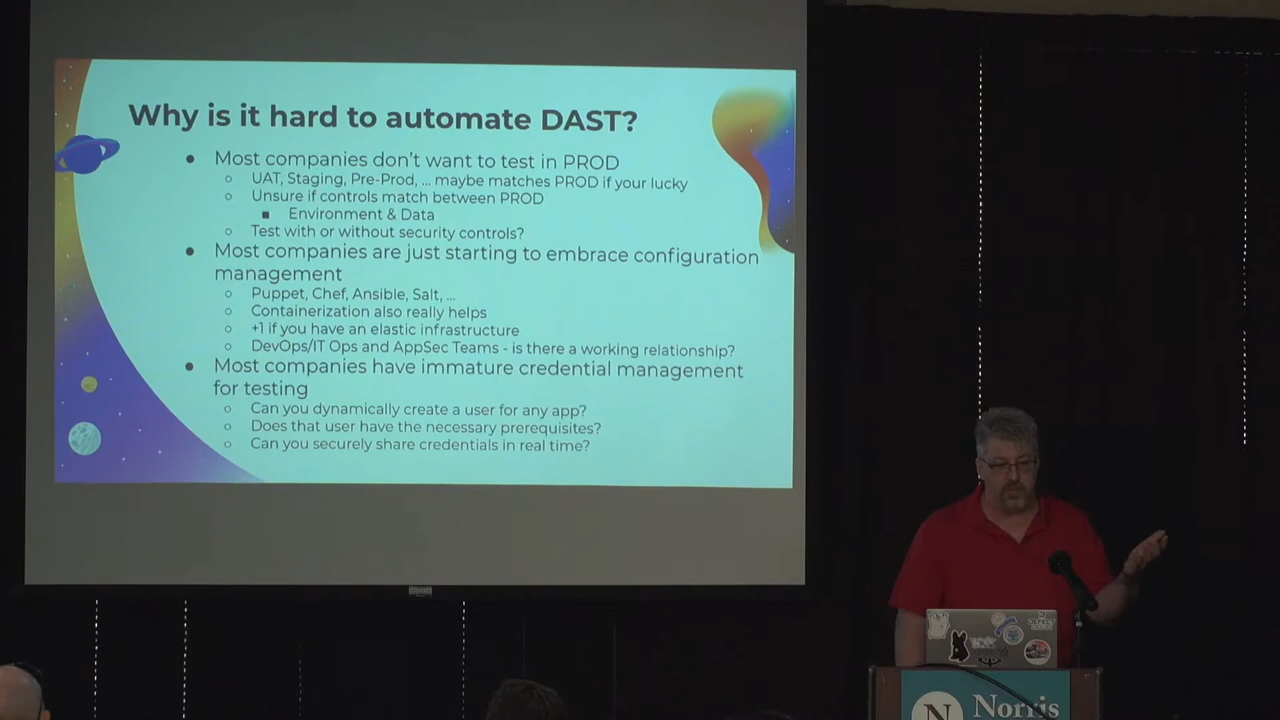 Why is it hard to automate DAST?
● Most companies don't want to test in PROD
○ UAT, Staging, Pre-Prod, ... maybe matches PROD if your lucky
○ Unsure if controls match between PROD
■ Environment & Data
○ Test with or without security controls?
● Most companies are just starting to embrace configuration
management
○ Puppet, Chef, Ansible, Salt, ...
○ Containerization also really helps
○ +1 if you have an elastic infrastructure
○ DevOps/IT Ops and AppSec Teams - is there a working relationship?
● Most companies have immature credential management
for testing
○ Can you dynamically create a user for any app?
○ Does that user have the necessary prerequisites?
○ Can you securely share credentials in real time?
N Norris